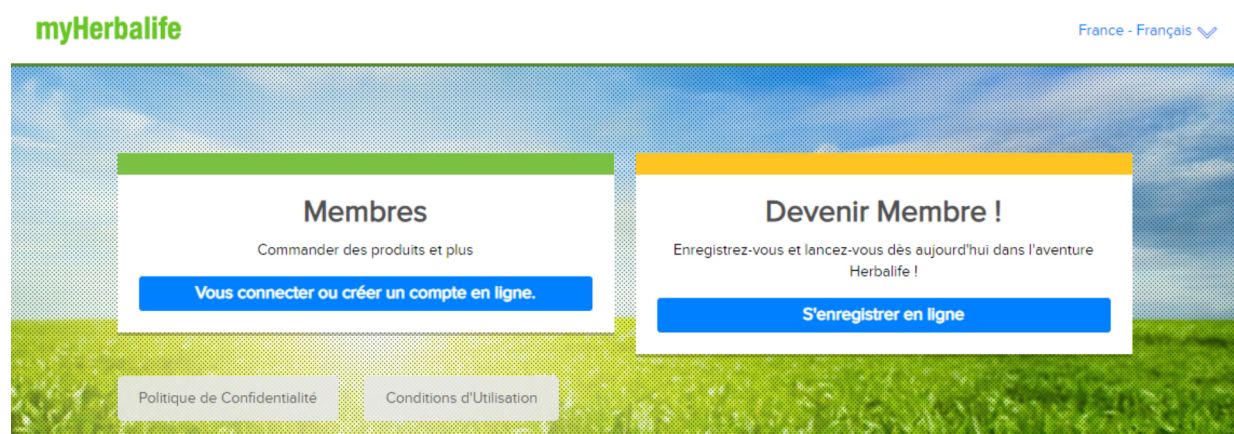 myHerbalife
France - Français
Membres
Commander des produits et plus
Vous connecter ou créer un compte en ligne.
Devenir Membre !
Enregistrez-vous et lancez-vous dès aujourd'hui dans l'aventure
Herbalife !
S'enregistrer en ligne
Politique de Confidentialité
Conditions d'Utilisation